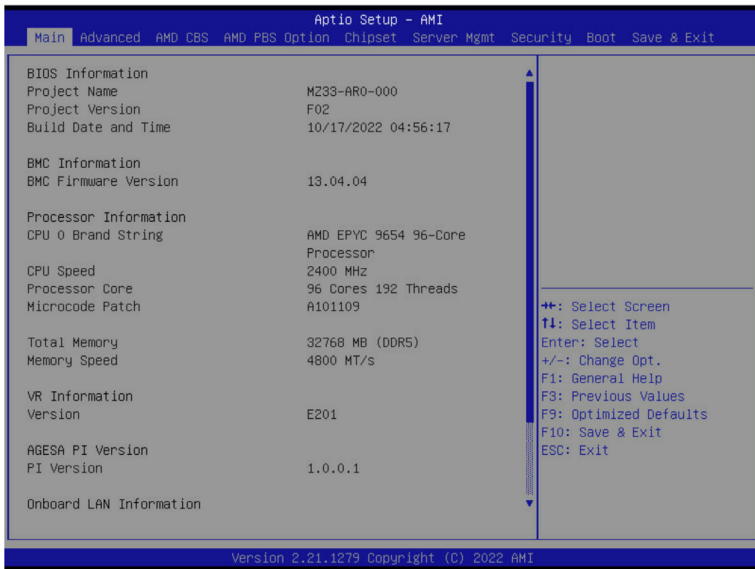 Aptio Setup – AMI
Main Advanced AMD CBS AMD PBS Option Chipset Server Mgmt Security Boot Save & Exit
BIOS Information
Project Name MZ33-AR0-000
Project Version F02
Build Date and Time 10/17/2022 04:56:17
BMC Information
BMC Firmware Version 13.04.04
Processor Information
CPU 0 Brand String AMD EPYC 9654 96-Core
Processor
CPU Speed 2400 MHz
Processor Core 96 Cores 192 Threads
Microcode Patch A101109
Total Memory 32768 MB (DDR5)
Memory Speed 4800 MT/s
VR Information
Version E201
AGESA PI Version
PI Version 1.0.0.1
Onboard LAN Information
→←: Select Screen
↑↓: Select Item
Enter: Select
+/-: Change Opt.
F1: General Help
F3: Previous Values
F9: Optimized Defaults
F10: Save & Exit
ESC: Exit
Version 2.21.1279 Copyright (C) 2022 AMI